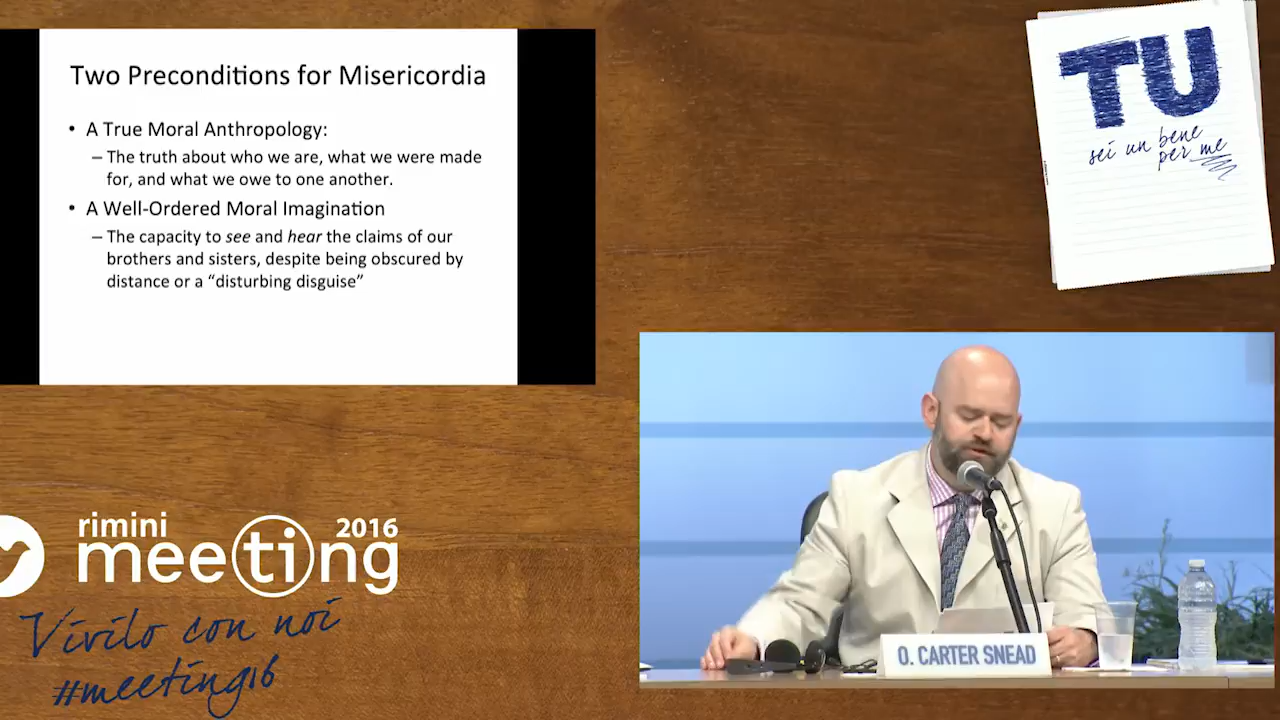 Two Preconditions for Misericordia
• A True Moral Anthropology:
– The truth about who we are, what we were made
for, and what we owe to one another.
• A Well-Ordered Moral Imagination
– The capacity to see and hear the claims of our
brothers and sisters, despite being obscured by
distance or a “disturbing disguise”
TU
sei un bene
per me
rimini 2016
meeting
Vivilo con noi
#meeting16
O. CARTER SNEAD